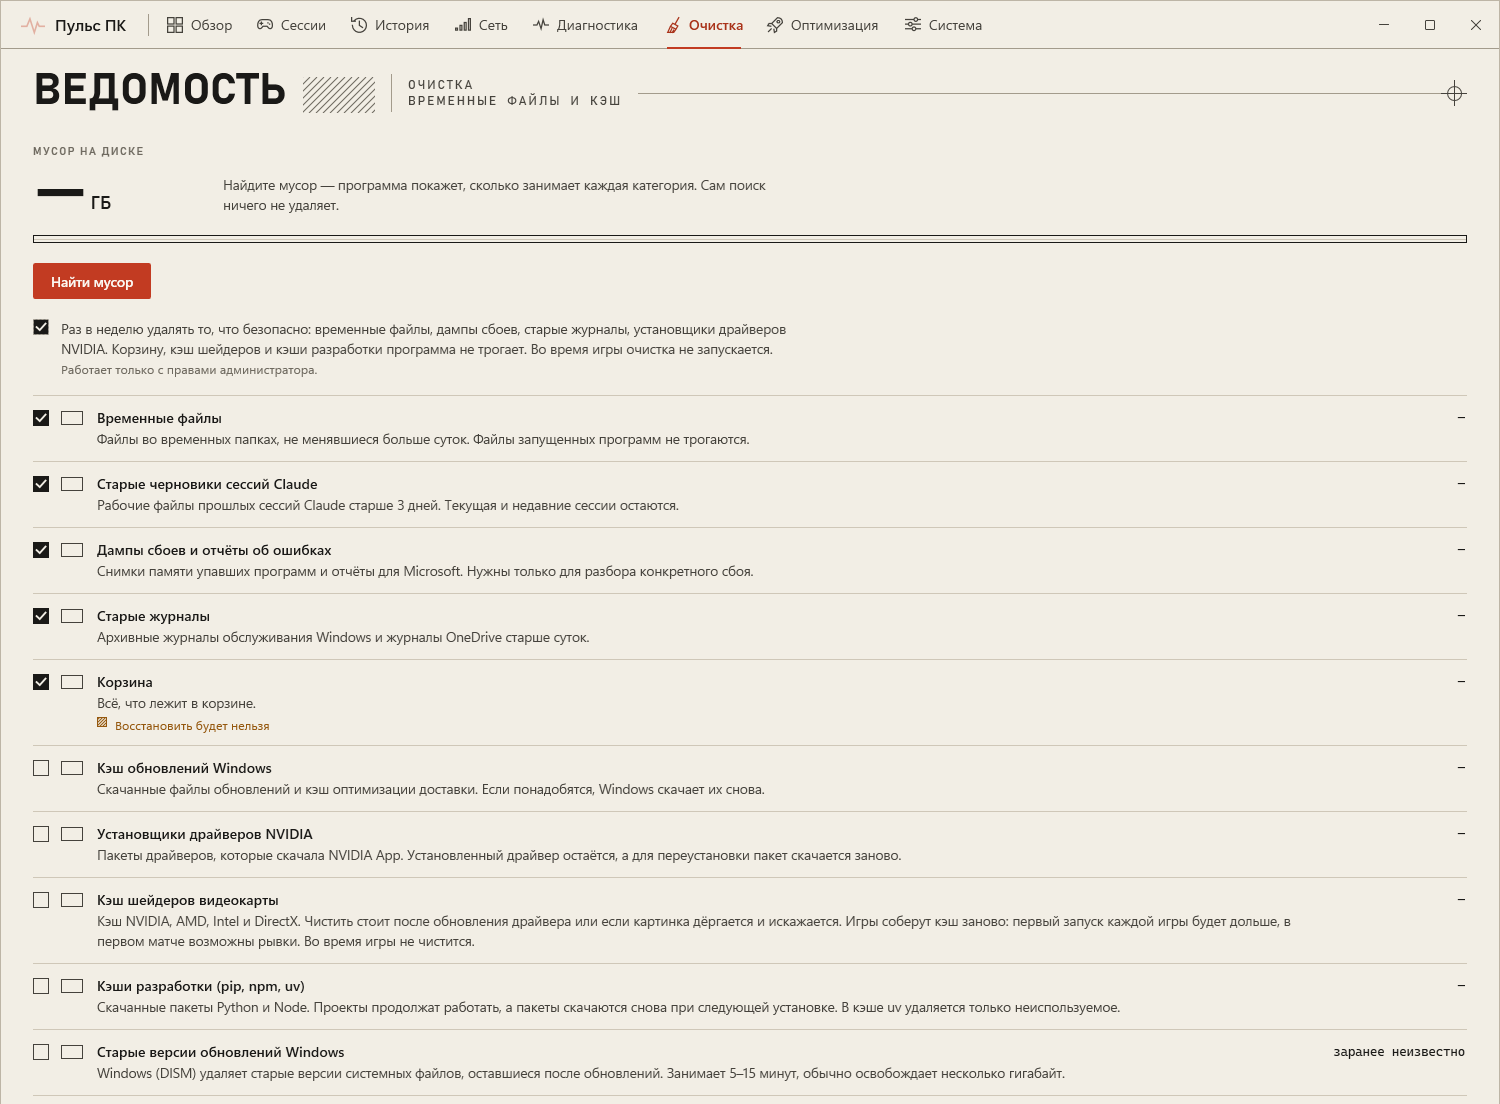 Пульс ПК
Обзор
Сессии
История
Сеть
Диагностика
Очистка
Оптимизация
Система
ВЕДОМОСТЬ
ОЧИСТКА
ВРЕМЕННЫЕ ФАЙЛЫ И КЭШ
МУСОР НА ДИСКЕ
— ГБ
Найдите мусор — программа покажет, сколько занимает каждая категория. Сам поиск
ничего не удаляет.
Найти мусор
Раз в неделю удалять то, что безопасно: временные файлы, дампы сбоев, старые журналы, установщики драйверов
NVIDIA. Корзину, кэш шейдеров и кэши разработки программа не трогает. Во время игры очистка не запускается.
Работает только с правами администратора.
Временные файлы –
Файлы во временных папках, не менявшиеся больше суток. Файлы запущенных программ не трогаются.
Старые черновики сессий Claude –
Рабочие файлы прошлых сессий Claude старше 3 дней. Текущая и недавние сессии остаются.
Дампы сбоев и отчёты об ошибках –
Снимки памяти упавших программ и отчёты для Microsoft. Нужны только для разбора конкретного сбоя.
Старые журналы –
Архивные журналы обслуживания Windows и журналы OneDrive старше суток.
Корзина –
Всё, что лежит в корзине.
Восстановить будет нельзя
Кэш обновлений Windows –
Скачанные файлы обновлений и кэш оптимизации доставки. Если понадобятся, Windows скачает их снова.
Установщики драйверов NVIDIA –
Пакеты драйверов, которые скачала NVIDIA App. Установленный драйвер остаётся, а для переустановки пакет скачается заново.
Кэш шейдеров видеокарты –
Кэш NVIDIA, AMD, Intel и DirectX. Чистить стоит после обновления драйвера или если картинка дёргается и искажается. Игры соберут кэш заново: первый запуск каждой игры будет дольше, в
первом матче возможны рывки. Во время игры не чистится.
Кэши разработки (pip, npm, uv) –
Скачанные пакеты Python и Node. Проекты продолжат работать, а пакеты скачаются снова при следующей установке. В кэше uv удаляется только неиспользуемое.
Старые версии обновлений Windows заранее неизвестно
Windows (DISM) удаляет старые версии системных файлов, оставшиеся после обновлений. Занимает 5–15 минут, обычно освобождает несколько гигабайт.